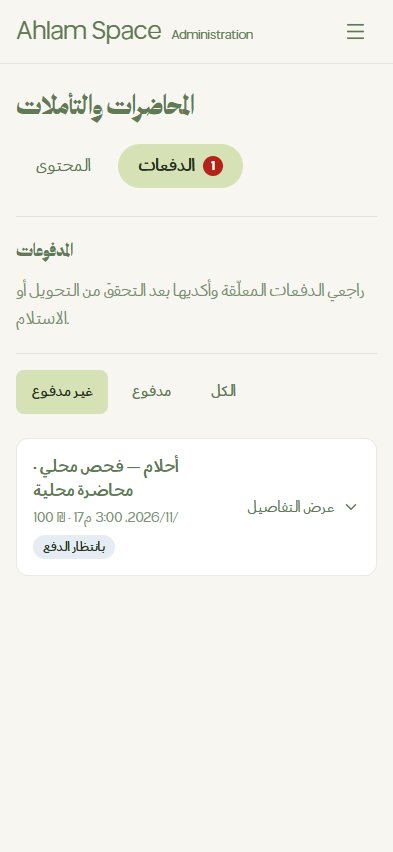 Ahlam Space Administration
المحاضرات والتأملات
المحتوى
الدفعات 1
المدفوعات
راجعي الدفعات المعلّقة وأكديها بعد التحقق من التحويل أو
الاستلام.
غير مدفوع
مدفوع
الكل
أحلام — فحص محلي ·
محاضرة محلية
100 ₪ · 17/11/2026، 3:00 م
بانتظار الدفع
عرض التفاصيل